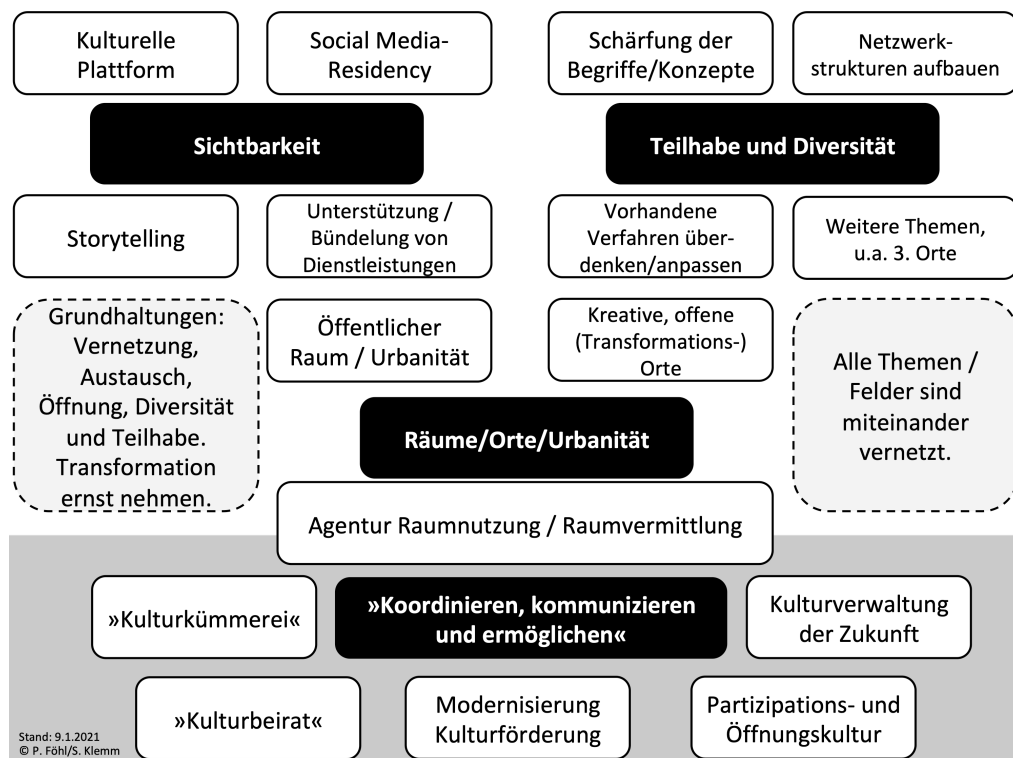 Kulturelle
Plattform
Social Media-
Residency
Schärfung der
Begriffe/Konzepte
Netzwerk-
strukturen aufbauen
Sichtbarkeit
Teilhabe und Diversität
Storytelling
Unterstützung /
Bündelung von
Dienstleistungen
Vorhandene
Verfahren über-
denken/anpassen
Weitere Themen,
u.a. 3. Orte
Grundhaltungen:
Vernetzung,
Austausch,
Öffnung, Diversität
und Teilhabe.
Transformation
ernst nehmen.
Öffentlicher
Raum / Urbanität
Kreative, offene
(Transformations-)
Orte
Alle Themen /
Felder sind
miteinander
vernetzt.
Räume/Orte/Urbanität
Agentur Raumnutzung / Raumvermittlung
»Kulturkümmerei«
»Koordinieren, kommunizieren
und ermöglichen«
Kulturverwaltung
der Zukunft
»Kulturbeirat«
Modernisierung
Kulturförderung
Partizipations- und
Öffnungskultur
Stand: 9.1.2021
© P. Föhl/S. Klemm